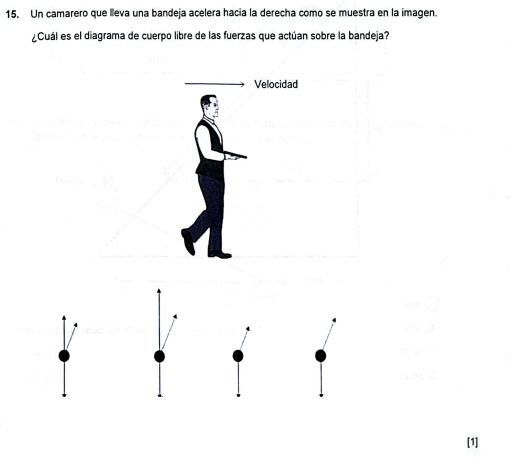 15. Un camarero que lleva una bandeja acelera hacia la derecha como se muestra en la imagen.
¿Cuál es el diagrama de cuerpo libre de las fuerzas que actúan sobre la bandeja?
Velocidad
[1]